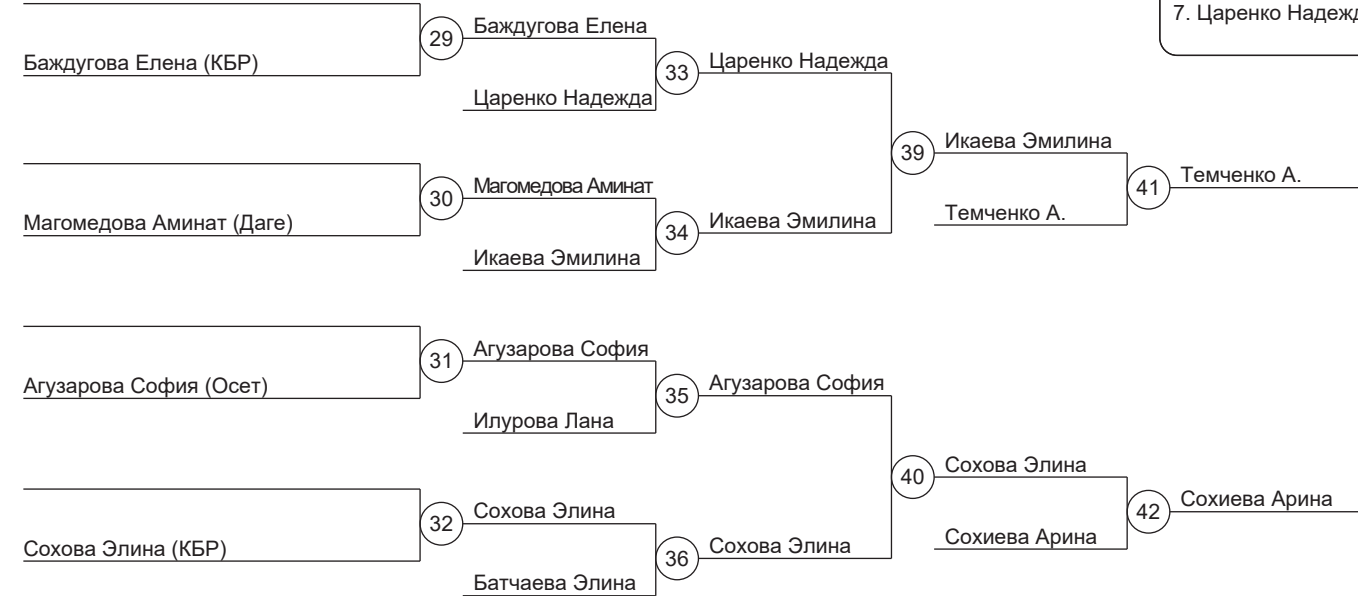 7. Царенко Надежд
29
Баждугова Елена
Баждугова Елена (КБР)
33
Царенко Надежда
Царенко Надежда
39
Икаева Эмилина
30
Магомедова Аминат
41
Темченко А.
Магомедова Аминат (Даге)
34
Икаева Эмилина
Темченко А.
Икаева Эмилина
31
Агузарова София
Агузарова София (Осет)
35
Агузарова София
Илурова Лана
40
Сохова Элина
32
Сохова Элина
42
Сохиева Арина
Сохова Элина (КБР)
36
Сохова Элина
Сохиева Арина
Батчаева Элина